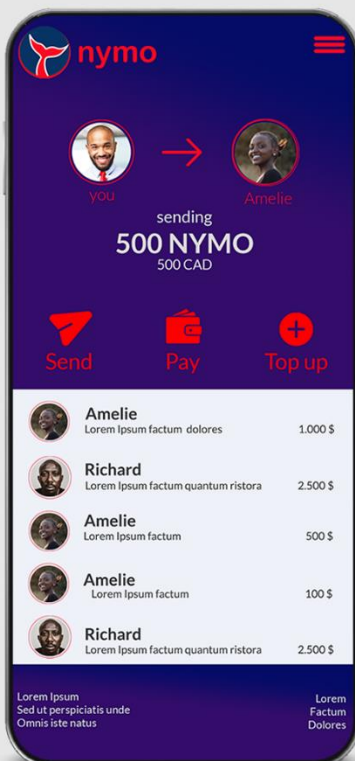 nymo
you
Amelie
sending
500 NYMO
500 CAD
Send
Pay
Top up
Amelie
Lorem Ipsum factum dolores
1.000 $
Richard
Lorem Ipsum factum quantum ristora
2.500 $
Amelie
Lorem Ipsum factum
500 $
Amelie
Lorem Ipsum factum
100 $
Richard
Lorem Ipsum factum quantum ristora
2.500 $
Lorem Ipsum
Sed ut perspiciatis unde
Omnis iste natus
Lorem
Factum
Dolores